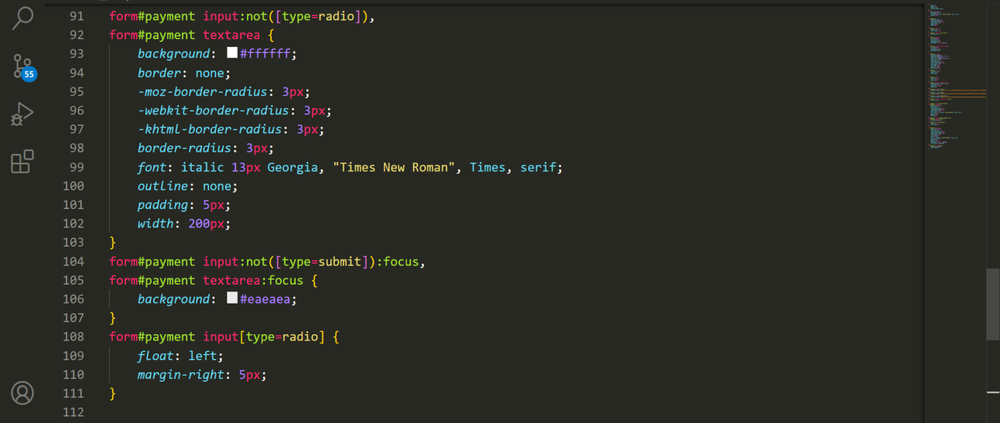 91 form#payment input:not([type=radio]),
92 form#payment textarea {
93 background: #ffffff;
94 border: none;
95 -moz-border-radius: 3px;
96 -webkit-border-radius: 3px;
97 -khtml-border-radius: 3px;
98 border-radius: 3px;
99 font: italic 13px Georgia, "Times New Roman", Times, serif;
100 outline: none;
101 padding: 5px;
102 width: 200px;
103 }
104 form#payment input:not([type=submit]):focus,
105 form#payment textarea:focus {
106 background: #eaeaea;
107 }
108 form#payment input[type=radio] {
109 float: left;
110 margin-right: 5px;
111 }
112
55